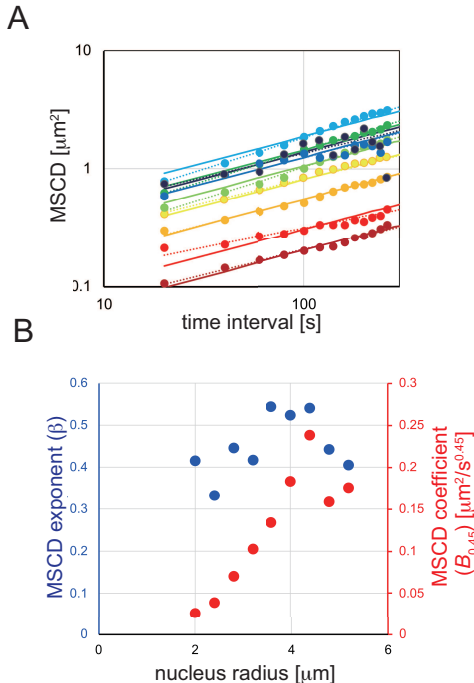 A
10
1
0.1
MSCD [μm²]
10
100
time interval [s]
B
0.6
0.5
0.4
0.3
0.2
0.1
0
MSCD exponent (β)
0.3
0.25
0.2
0.15
0.1
0.05
0
MSCD coefficient
(B0.45) [μm²/s^0.45]
0
2
4
6
nucleus radius [μm]